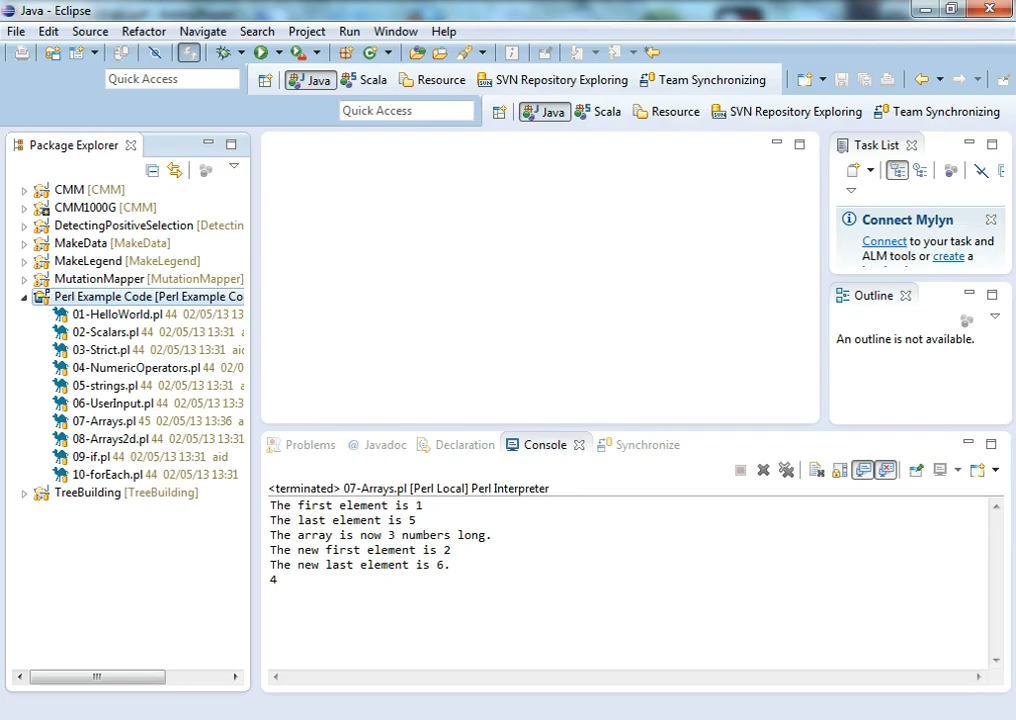 Java - Eclipse
File Edit Source Refactor Navigate Search Project Run Window Help
Quick Access Java Scala Resource SVN Repository Exploring Team Synchronizing
Quick Access Java Scala Resource SVN Repository Exploring Team Synchronizing
Package Explorer
CMM [CMM]
CMM1000G [CMM]
DetectingPositiveSelection [Detectin
MakeData [MakeData]
MakeLegend [MakeLegend]
MutationMapper [MutationMapper]
Perl Example Code [Perl Example Co
01-HelloWorld.pl 44 02/05/13 13
02-Scalars.pl 44 02/05/13 13:31 a
03-Strict.pl 44 02/05/13 13:31 aid
04-NumericOperators.pl 44 02/0
05-strings.pl 44 02/05/13 13:31 a
06-UserInput.pl 44 02/05/13 13:3
07-Arrays.pl 45 02/05/13 13:36 a
08-Arrays2d.pl 44 02/05/13 13:31
09-if.pl 44 02/05/13 13:31 aid
10-forEach.pl 44 02/05/13 13:31
TreeBuilding [TreeBuilding]
Task List
Connect Mylyn
Connect to your task and
ALM tools or create a
Outline
An outline is not available.
Problems @ Javadoc Declaration Console Synchronize
<terminated> 07-Arrays.pl [Perl Local] Perl Interpreter
The first element is 1
The last element is 5
The array is now 3 numbers long.
The new first element is 2
The new last element is 6.
4